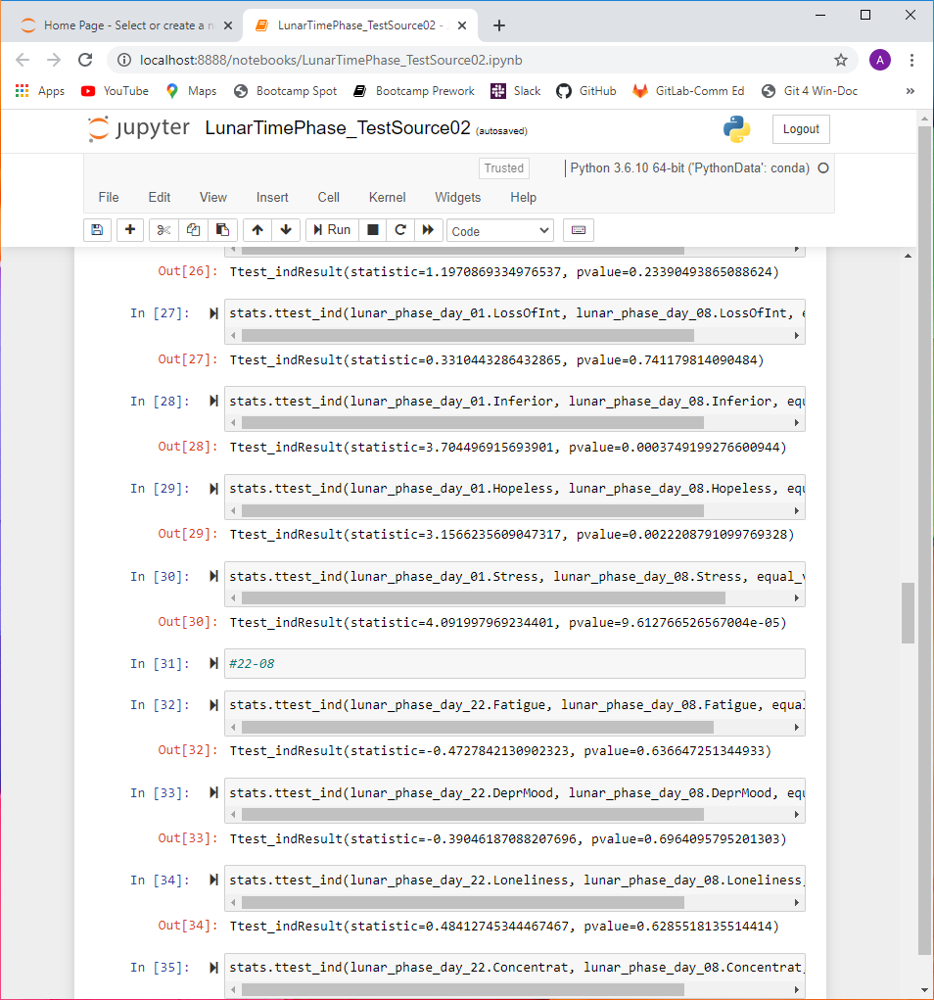 Home Page - Select or create a n
LunarTimePhase_TestSource02 -
localhost:8888/notebooks/LunarTimePhase_TestSource02.ipynb
A
Apps YouTube Maps Bootcamp Spot Bootcamp Prework Slack GitHub GitLab-Comm Ed Git 4 Win-Doc »
jupyter LunarTimePhase_TestSource02 (autosaved) Logout
Trusted Python 3.6.10 64-bit ('PythonData': conda)
File Edit View Insert Cell Kernel Widgets Help
Run Code
Out[26]: Ttest_indResult(statistic=1.1970869334976537, pvalue=0.23390493865088624)
In [27]: stats.ttest_ind(lunar_phase_day_01.LossOfInt, lunar_phase_day_08.LossOfInt, e
Out[27]: Ttest_indResult(statistic=0.3310443286432865, pvalue=0.741179814090484)
In [28]: stats.ttest_ind(lunar_phase_day_01.Inferior, lunar_phase_day_08.Inferior, equ
Out[28]: Ttest_indResult(statistic=3.704496915693901, pvalue=0.0003749199276600944)
In [29]: stats.ttest_ind(lunar_phase_day_01.Hopeless, lunar_phase_day_08.Hopeless, equ
Out[29]: Ttest_indResult(statistic=3.1566235609047317, pvalue=0.0022208791099769328)
In [30]: stats.ttest_ind(lunar_phase_day_01.Stress, lunar_phase_day_08.Stress, equal_v
Out[30]: Ttest_indResult(statistic=4.091997969234401, pvalue=9.612766526567004e-05)
In [31]: #22-08
In [32]: stats.ttest_ind(lunar_phase_day_22.Fatigue, lunar_phase_day_08.Fatigue, equal
Out[32]: Ttest_indResult(statistic=-0.4727842130902323, pvalue=0.636647251344933)
In [33]: stats.ttest_ind(lunar_phase_day_22.DeprMood, lunar_phase_day_08.DeprMood, equ
Out[33]: Ttest_indResult(statistic=-0.39046187088207696, pvalue=0.6964095795201303)
In [34]: stats.ttest_ind(lunar_phase_day_22.Loneliness, lunar_phase_day_08.Loneliness,
Out[34]: Ttest_indResult(statistic=0.48412745344467467, pvalue=0.6285518135514414)
In [35]: stats.ttest_ind(lunar_phase_day_22.Concentrat, lunar_phase_day_08.Concentrat,